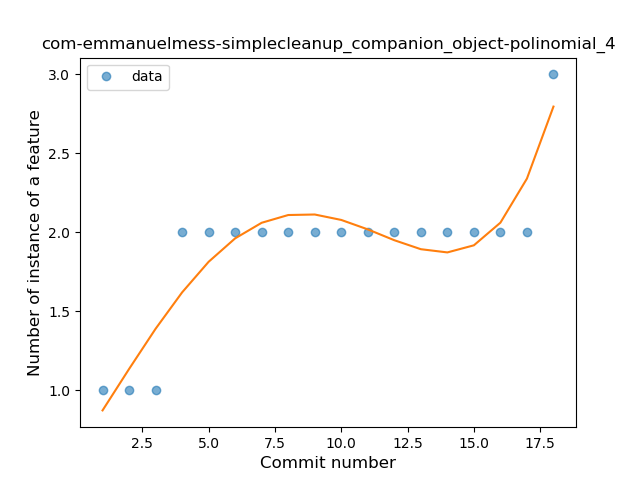 com-emmanuelmess-simplecleanup_companion_object-polinomial_4
data
Number of instance of a feature
3.0
2.5
2.0
1.5
1.0
2.5 5.0 7.5 10.0 12.5 15.0 17.5
Commit number